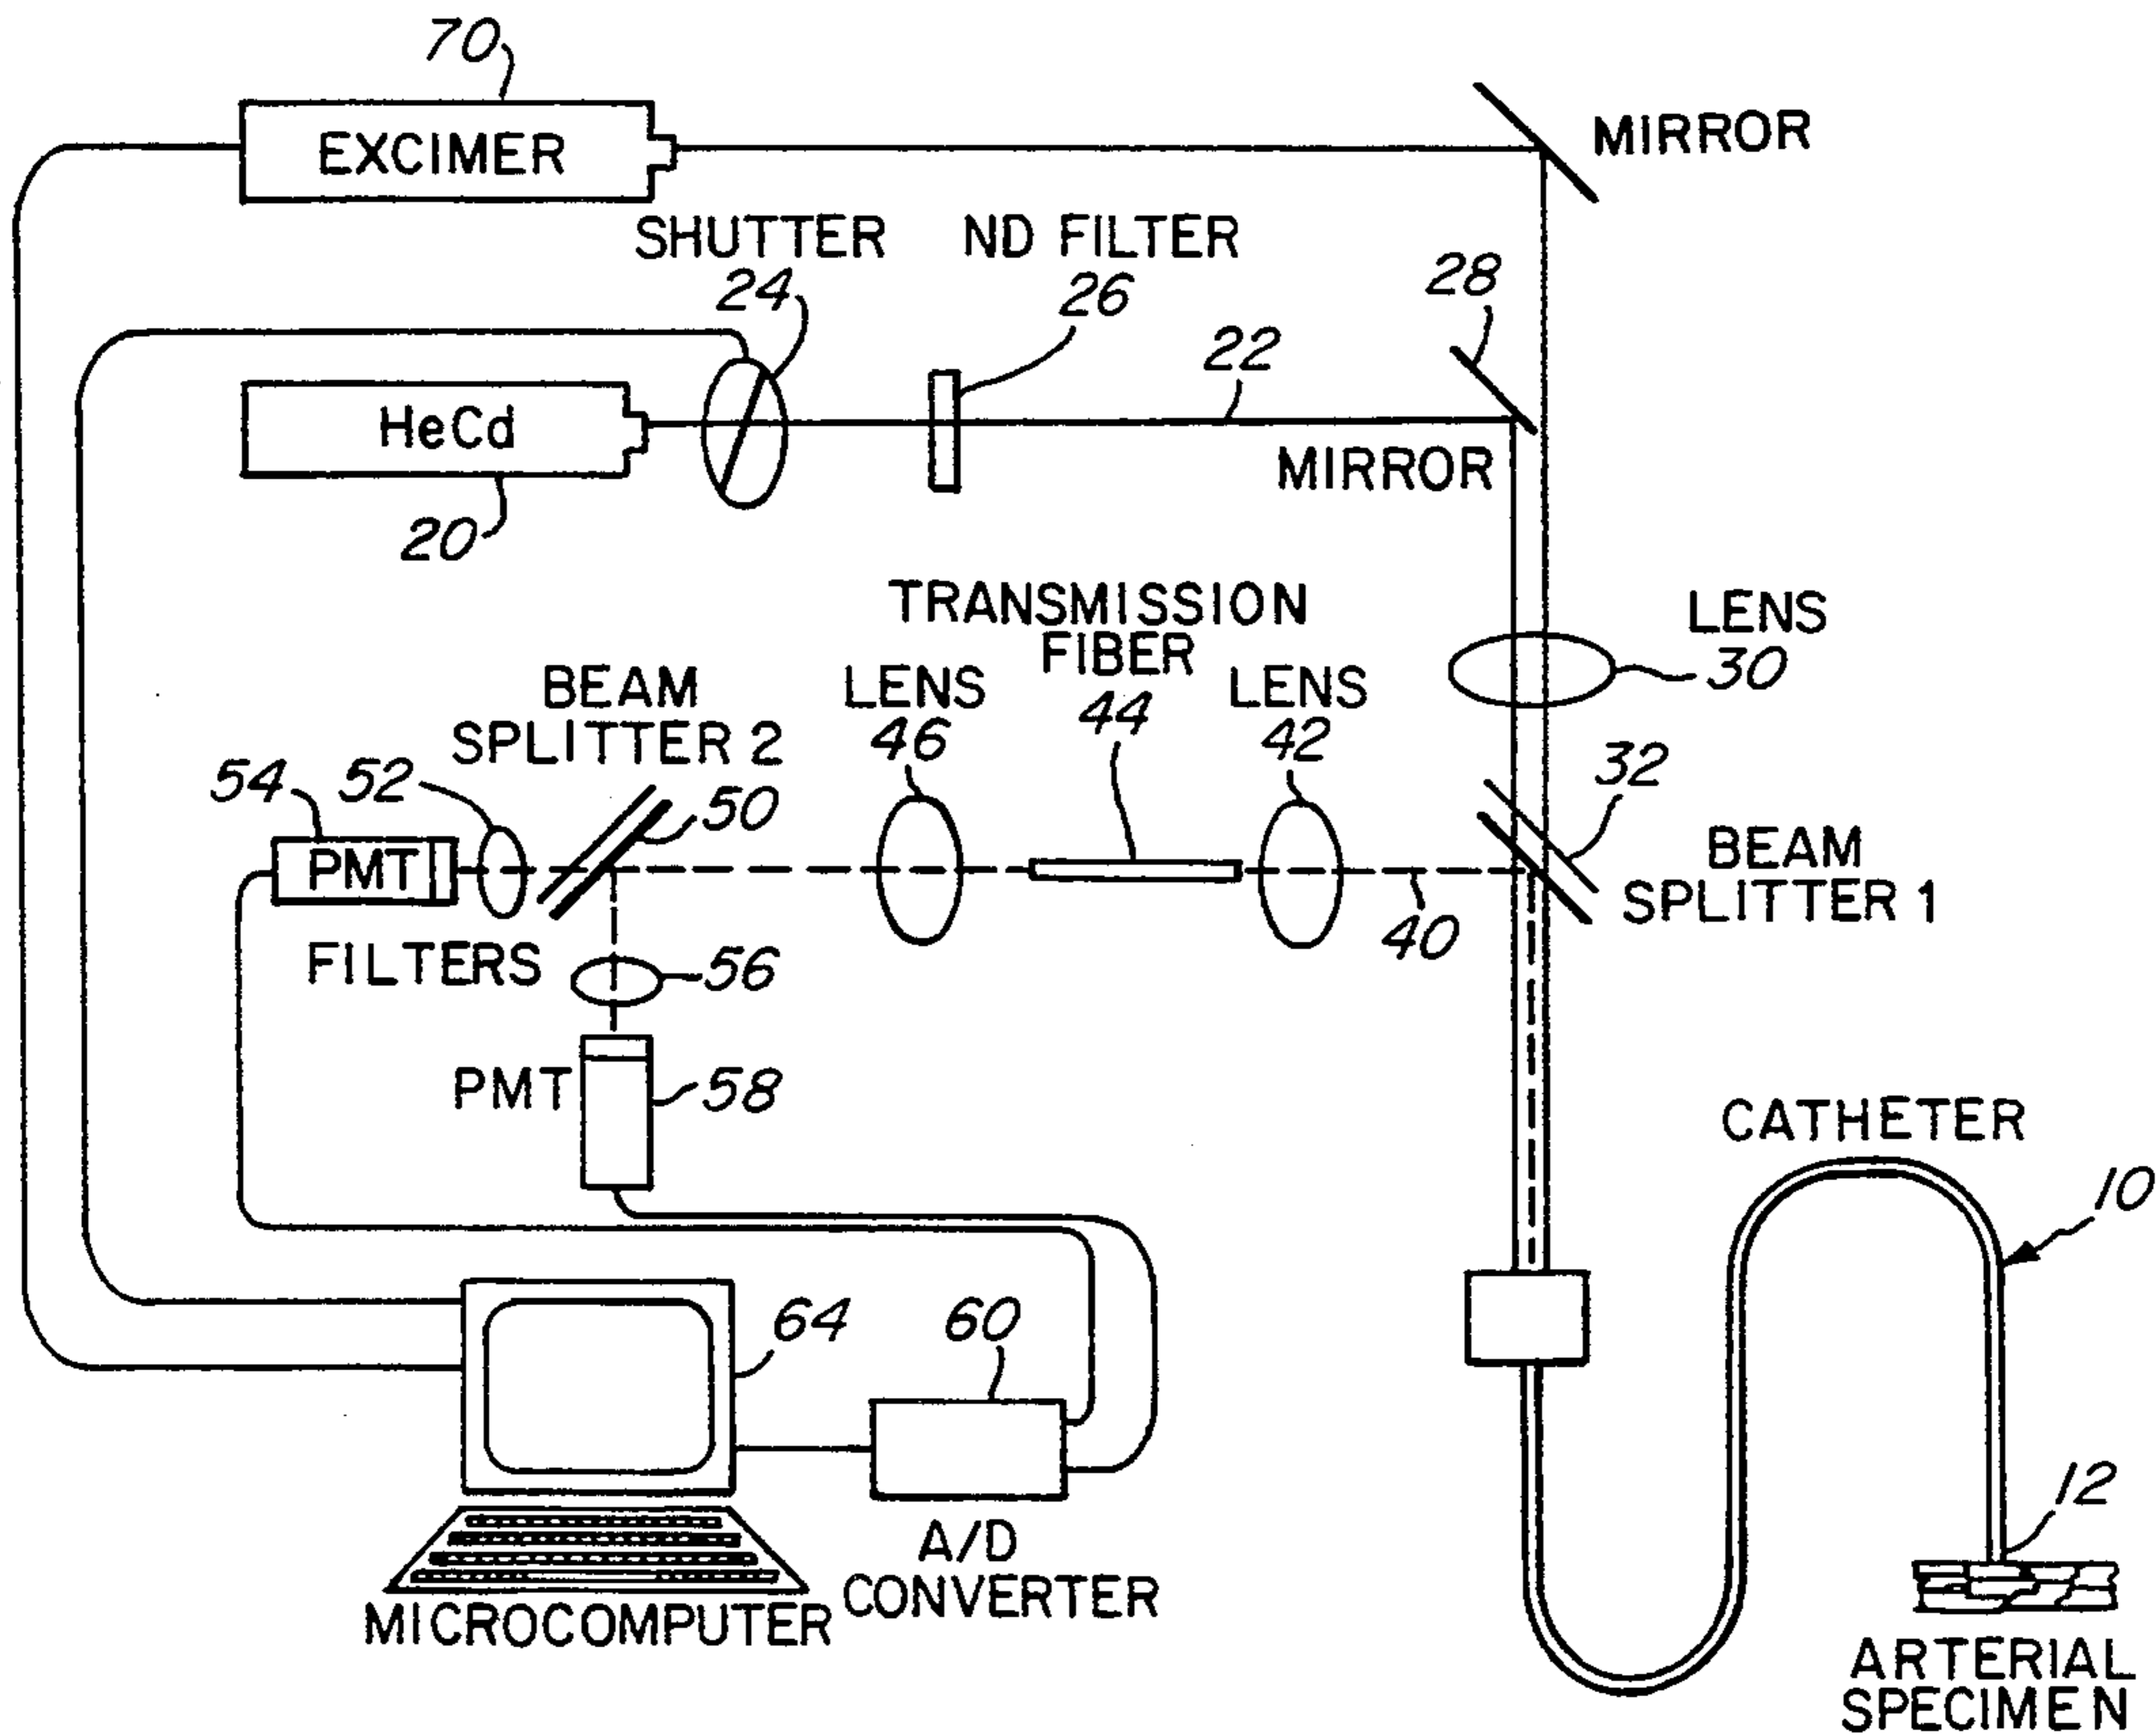 70
EXCIMER
MIRROR
SHUTTER
24
ND FILTER
26
28
22
HeCd
MIRROR
20
TRANSMISSION
FIBER
44
LENS
30
BEAM
SPLITTER 2
LENS
46
LENS
42
32
54
52
50
PMT
BEAM
SPLITTER 1
40
FILTERS
56
PMT
58
CATHETER
10
64
60
12
A/D
CONVERTER
MICROCOMPUTER
ARTERIAL
SPECIMEN